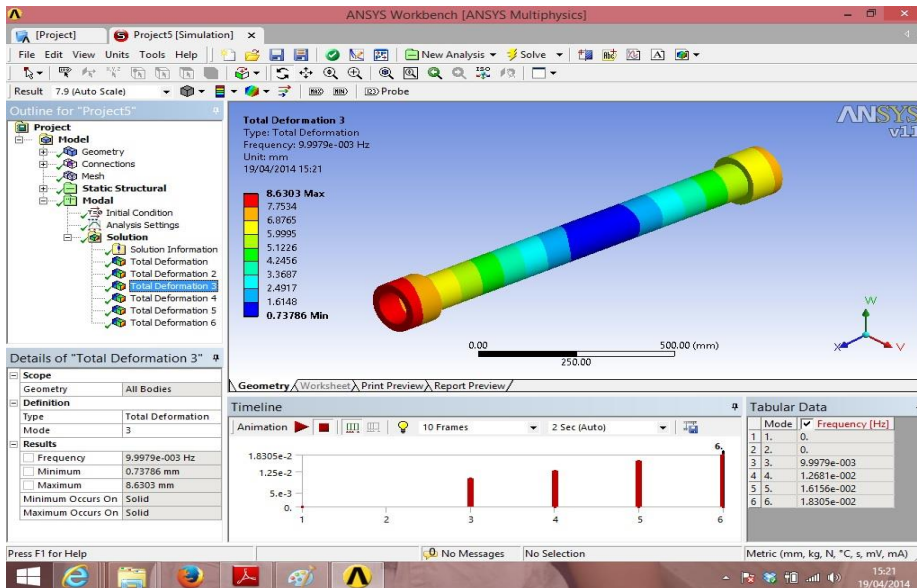 ANSYS Workbench [ANSYS Multiphysics]
[Project]
Project5 [Simulation]
File Edit View Units Tools Help
New Analysis
Solve
Result 7.9 (Auto Scale)
MAX
MIN
Probe
Outline for "Project5"
Project
Model
Geometry
Connections
Mesh
Static Structural
Modal
Initial Condition
Analysis Settings
Solution
Solution Information
Total Deformation
Total Deformation 2
Total Deformation 3
Total Deformation 4
Total Deformation 5
Total Deformation 6
Total Deformation 3
Type: Total Deformation
Frequency: 9.9979e-003 Hz
Unit: mm
19/04/2014 15:21
8.6303 Max
7.7534
6.8765
5.9995
5.1226
4.2456
3.3687
2.4917
1.6148
0.73786 Min
ANSYS
v11
0.00 500.00 (mm)
250.00
W
X
V
Geometry Worksheet Print Preview Report Preview
Details of "Total Deformation 3"
Scope
Geometry All Bodies
Definition
Type Total Deformation
Mode 3
Results
Frequency 9.9979e-003 Hz
Minimum 0.73786 mm
Maximum 8.6303 mm
Minimum Occurs On Solid
Maximum Occurs On Solid
Timeline
Animation 10 Frames 2 Sec (Auto)
1.8305e-2
1.25e-2
5.e-3
0.
6.
1 2 3 4 5 6
Tabular Data
Mode Frequency [Hz]
1 1. 0.
2 2. 0.
3 3. 9.9979e-003
4 4. 1.2681e-002
5 5. 1.6156e-002
6 6. 1.8305e-002
Press F1 for Help
No Messages
No Selection
Metric (mm, kg, N, °C, s, mV, mA)
15:21
19/04/2014